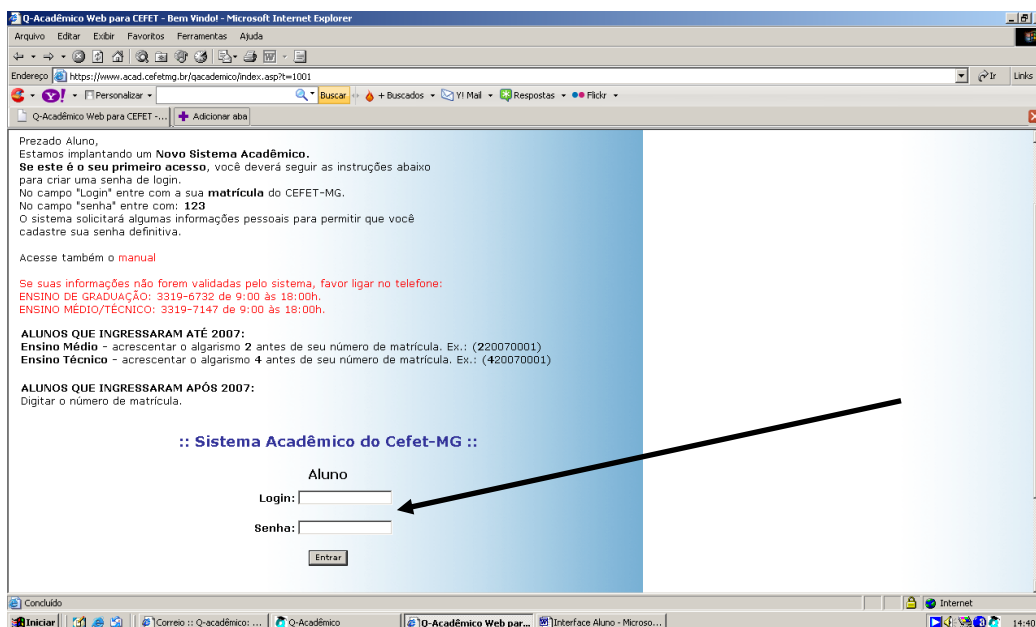 Q-Acadêmico Web para CEFET - Bem Vindo! - Microsoft Internet Explorer
Arquivo Editar Exibir Favoritos Ferramentas Ajuda
Endereço https://www.acad.cefetmg.br/qacademico/index.asp?t=1001 Ir Links
Personalizar Buscar + Buscados Y! Mail Respostas Flickr
Q-Acadêmico Web para CEFET -... Adicionar aba
Prezado Aluno,
Estamos implantando um Novo Sistema Acadêmico.
Se este é o seu primeiro acesso, você deverá seguir as instruções abaixo
para criar uma senha de login.
No campo "Login" entre com a sua matrícula do CEFET-MG.
No campo "senha" entre com: 123
O sistema solicitará algumas informações pessoais para permitir que você
cadastre sua senha definitiva.
Acesse também o manual
Se suas informações não forem validadas pelo sistema, favor ligar no telefone:
ENSINO DE GRADUAÇÃO: 3319-6732 de 9:00 às 18:00h.
ENSINO MÉDIO/TÉCNICO: 3319-7147 de 9:00 às 18:00h.
ALUNOS QUE INGRESSARAM ATÉ 2007:
Ensino Médio - acrescentar o algarismo 2 antes de seu número de matrícula. Ex.: (220070001)
Ensino Técnico - acrescentar o algarismo 4 antes de seu número de matrícula. Ex.: (420070001)
ALUNOS QUE INGRESSARAM APÓS 2007:
Digitar o número de matrícula.
:: Sistema Acadêmico do Cefet-MG ::
Aluno
Login:
Senha:
Entrar
Concluído Internet
Iniciar Correio :: Q-acadêmico: ... Q-Acadêmico Q-Acadêmico Web par... Interface Aluno - Microso... 14:40